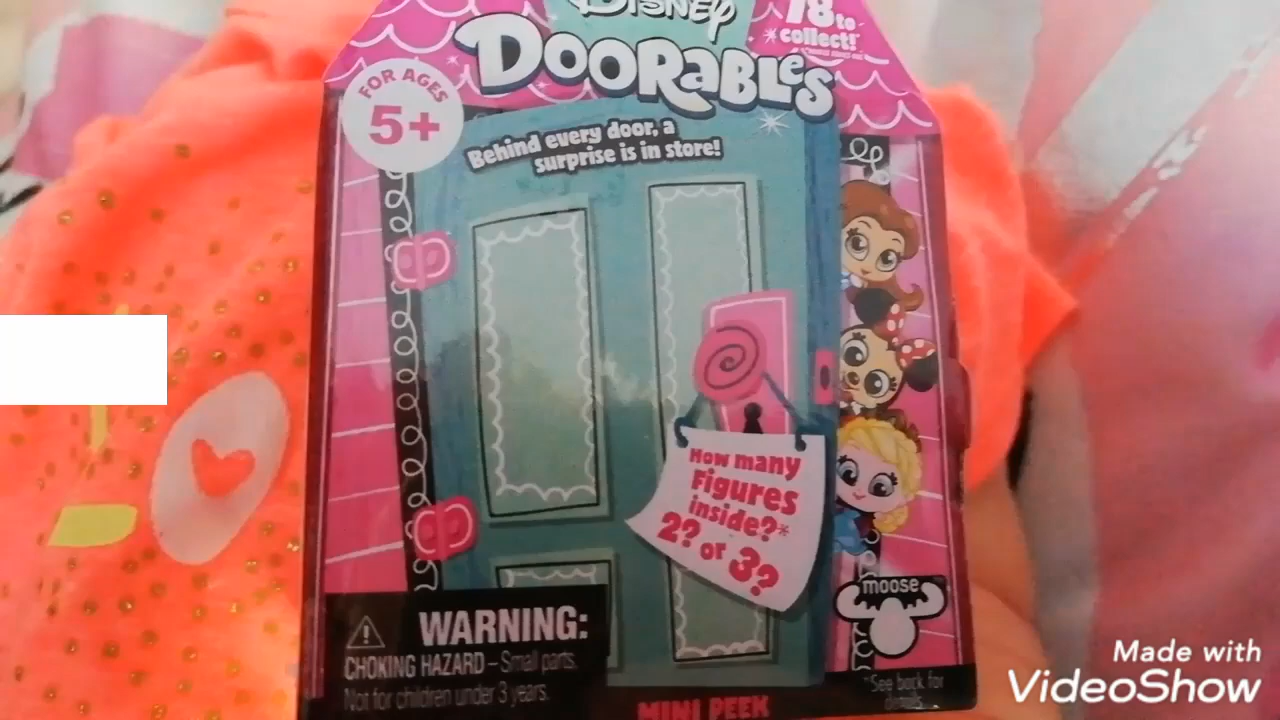 DISNEY
DOORABLES
78 to
collect!
FOR AGES
5+
Behind every door, a
surprise is in store!
How many
Figures
inside?*
2? or 3?
moose
WARNING:
CHOKING HAZARD – Small parts.
Not for children under 3 years.
*See back for
details.
MINI PEEK
Made with
VideoShow